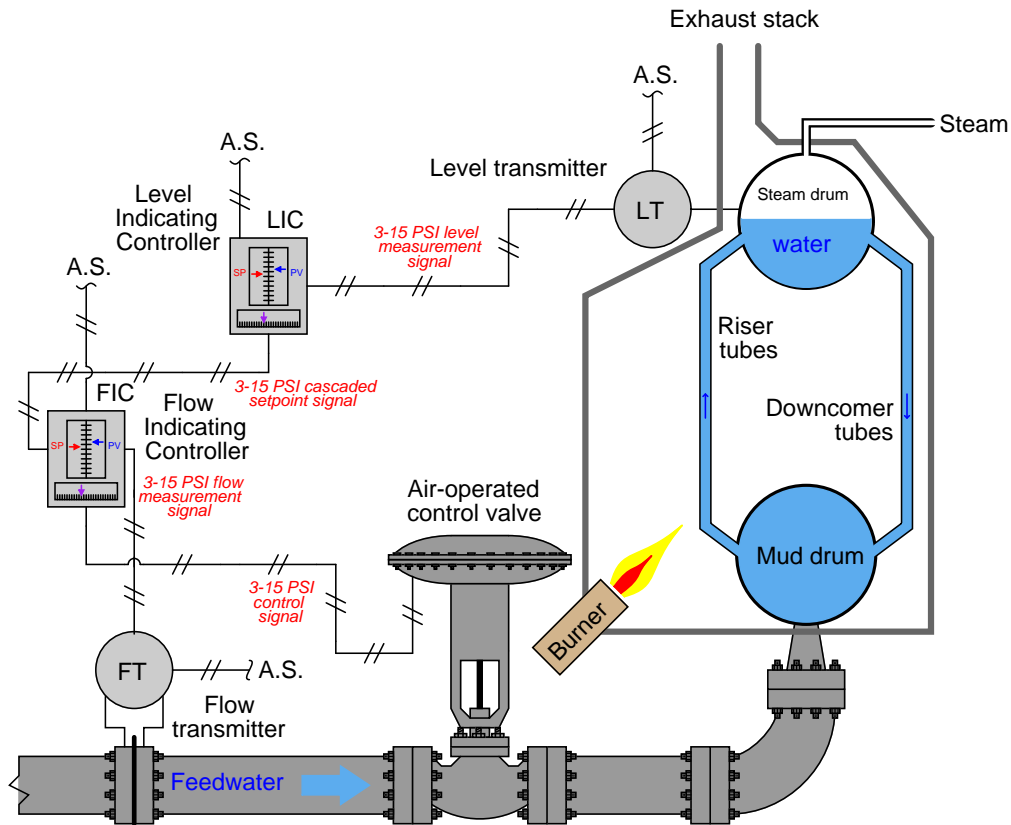 Exhaust stack
A.S.
Steam
A.S.
Level transmitter
Steam drum
Level
Indicating
Controller
LIC
LT
3-15 PSI level
measurement
signal
water
A.S.
SP
PV
Riser
tubes
3-15 PSI cascaded
setpoint signal
FIC
Flow
Indicating
Controller
Downcomer
tubes
SP
PV
3-15 PSI flow
measurement
signal
Air-operated
control valve
Mud drum
3-15 PSI
control
signal
Burner
FT
A.S.
Flow
transmitter
Feedwater